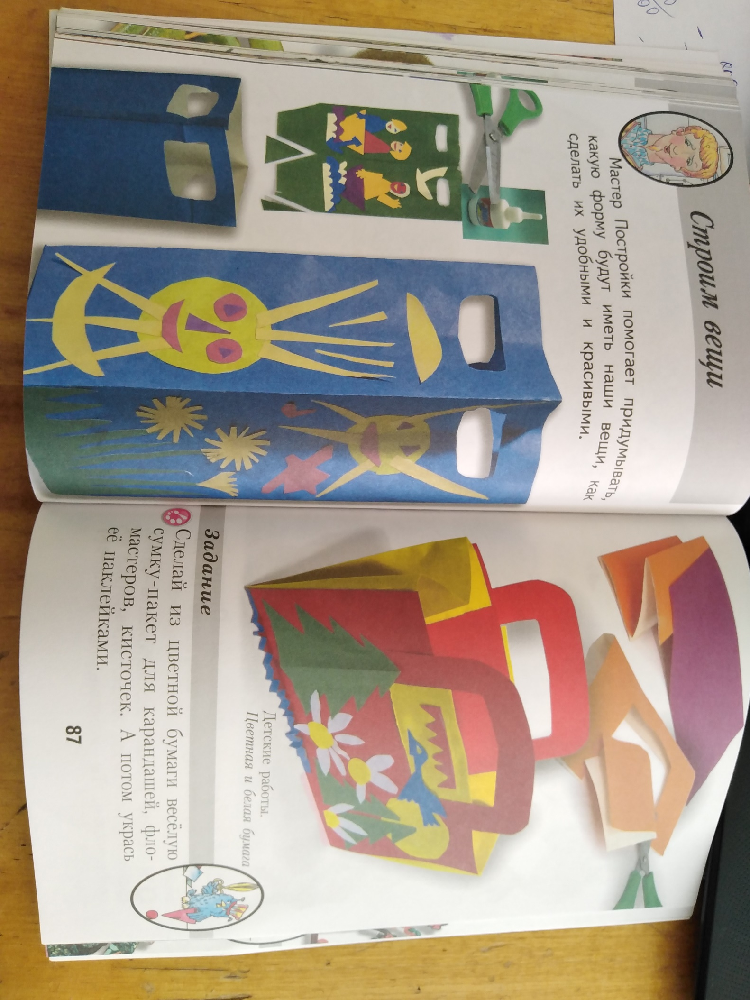 Строим вещи
Мастер Постройки помогает придумывать,
какую форму будут иметь наши вещи, как
сделать их удобными и красивыми.
Детские работы.
Цветная и белая бумага
Задание
Сделай из цветной бумаги весёлую
сумку-пакет для карандашей, фло-
мастеров, кисточек. А потом укрась
её наклейками.
87